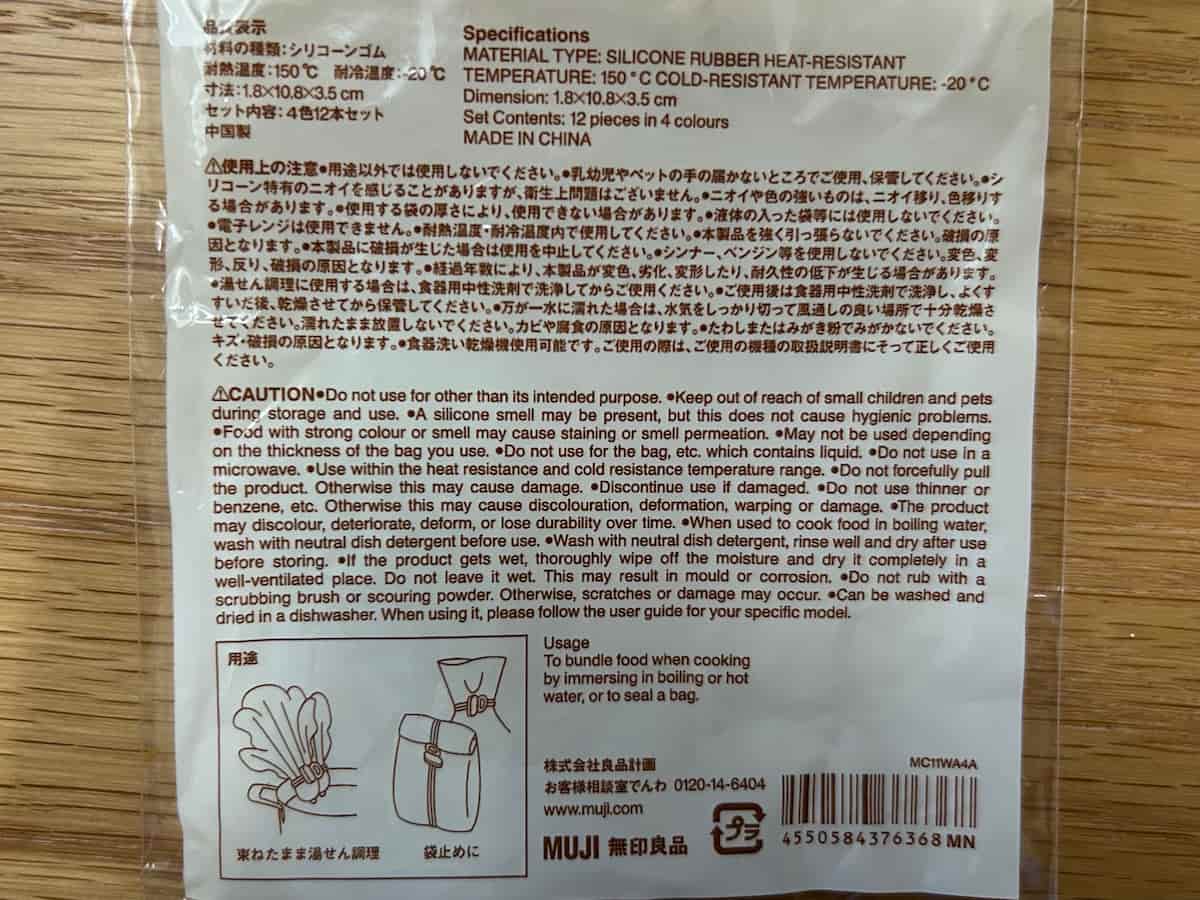 品質表示
材料の種類:シリコーンゴム
耐熱温度:150℃ 耐冷温度:-20℃
寸法:1.8×10.8×3.5 cm
セット内容:4色12本セット
中国製
Specifications
MATERIAL TYPE: SILICONE RUBBER HEAT-RESISTANT
TEMPERATURE: 150°C COLD-RESISTANT TEMPERATURE: -20°C
Dimension: 1.8×10.8×3.5 cm
Set Contents: 12 pieces in 4 colours
MADE IN CHINA
⚠使用上の注意●用途以外では使用しないでください。●乳幼児やペットの手の届かないところでご使用、保管してください。●シ
リコーン特有のニオイを感じることがありますが、衛生上問題はございません。●ニオイや色の強いものは、ニオイ移り、色移りす
る場合があります。●使用する袋の厚さにより、使用できない場合があります。●液体の入った袋等には使用しないでください。
●電子レンジは使用できません。●耐熱温度・耐冷温度内で使用してください。●本製品を強く引っ張らないでください。破損の原
因となります。●本製品に破損が生じた場合は使用を中止してください。●シンナー、ベンジン等を使用しないでください。変色、変
形、反り、破損の原因となります。●経過年数により、本製品が変色、劣化、変形したり、耐久性の低下が生じる場合があります。
●湯せん調理に使用する場合は、食器用中性洗剤で洗浄してからご使用ください。●ご使用後は食器用中性洗剤で洗浄し、よくす
すいだ後、乾燥させてから保管してください。●万が一水に濡れた場合は、水気をしっかり切って風通しの良い場所で十分乾燥さ
せてください。濡れたまま放置しないでください。カビや腐食の原因となります。●たわしまたはみがき粉でみがかないでください。
キズ・破損の原因となります。●食器洗い乾燥機使用可能です。ご使用の際は、ご使用の機種の取扱説明書にそって正しくご使用
ください。
⚠CAUTION●Do not use for other than its intended purpose. ●Keep out of reach of small children and pets
during storage and use. ●A silicone smell may be present, but this does not cause hygienic problems.
●Food with strong colour or smell may cause staining or smell permeation. ●May not be used depending
on the thickness of the bag you use. ●Do not use for the bag, etc. which contains liquid. ●Do not use in a
microwave. ●Use within the heat resistance and cold resistance temperature range. ●Do not forcefully pull
the product. Otherwise this may cause damage. ●Discontinue use if damaged. ●Do not use thinner or
benzene, etc. Otherwise this may cause discolouration, deformation, warping or damage. ●The product
may discolour, deteriorate, deform, or lose durability over time. ●When used to cook food in boiling water,
wash with neutral dish detergent before use. ●Wash with neutral dish detergent, rinse well and dry after use
before storing. ●If the product gets wet, thoroughly wipe off the moisture and dry it completely in a
well-ventilated place. Do not leave it wet. This may result in mould or corrosion. ●Do not rub with a
scrubbing brush or scouring powder. Otherwise, scratches or damage may occur. ●Can be washed and
dried in a dishwasher. When using it, please follow the user guide for your specific model.
用途
束ねたまま湯せん調理
袋止めに
Usage
To bundle food when cooking
by immersing in boiling or hot
water, or to seal a bag.
株式会社良品計画
お客様相談室でんわ 0120-14-6404
www.muji.com
MUJI 無印良品
プラ
MC11WA4A
4550584376368 MN